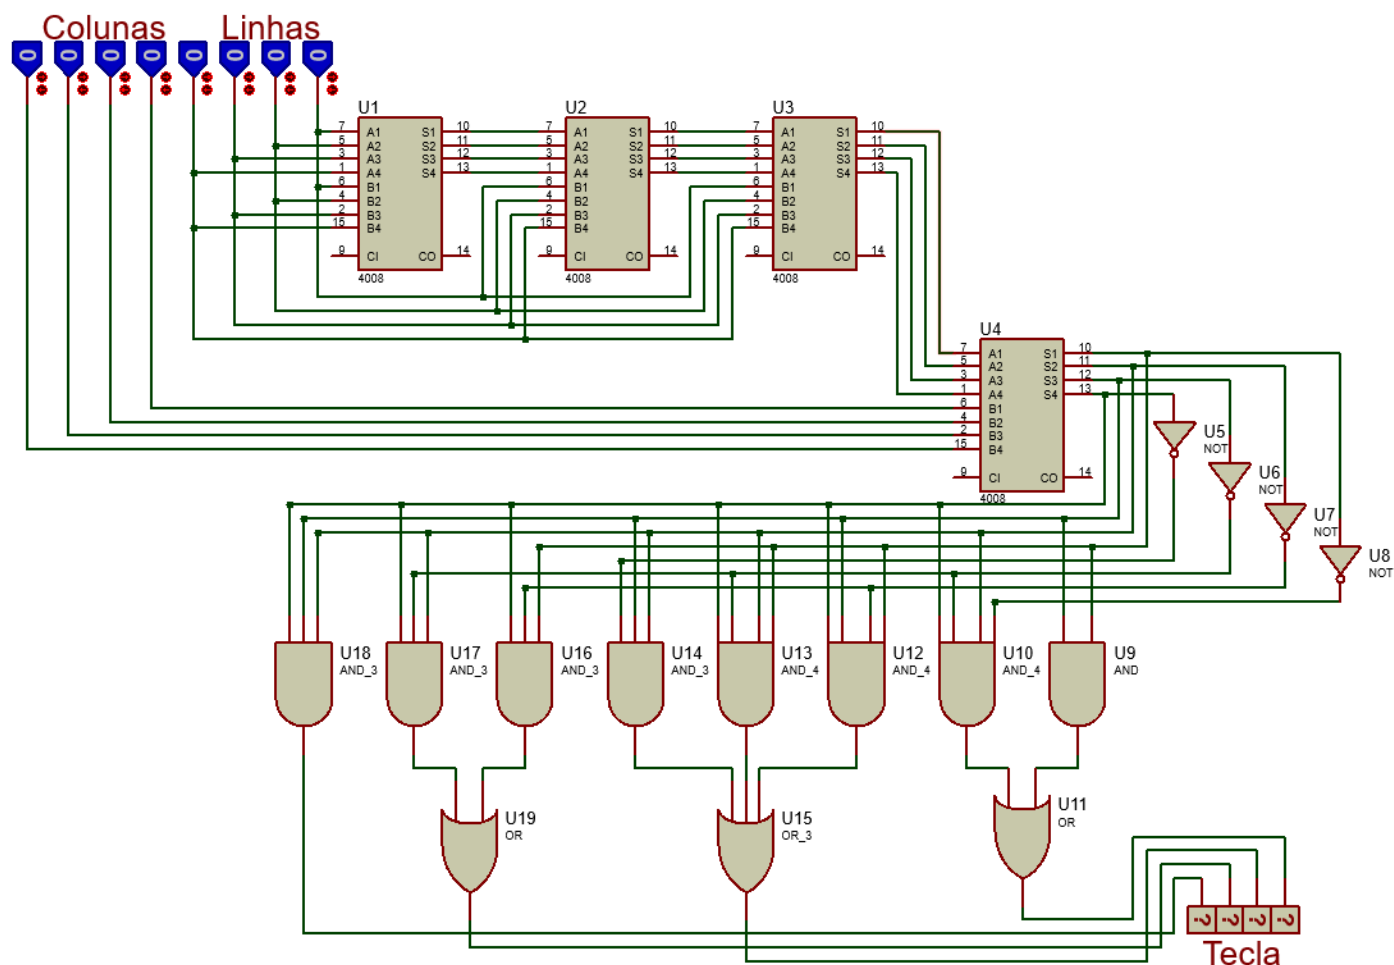 Colunas Linhas
0 0 0 0 0 0 0 0
U1 U2 U3
7 A1 S1 10 7 A1 S1 10 7 A1 S1 10
5 A2 S2 11 5 A2 S2 11 5 A2 S2 11
3 A3 S3 12 3 A3 S3 12 3 A3 S3 12
1 A4 S4 13 1 A4 S4 13 1 A4 S4 13
6 B1 6 B1 6 B1
4 B2 4 B2 4 B2
2 B3 2 B3 2 B3
15 B4 15 B4 15 B4
9 CI CO 14 9 CI CO 14 9 CI CO 14
4008 4008 4008
U4
7 A1 S1 10
5 A2 S2 11
3 A3 S3 12
1 A4 S4 13
6 B1
4 B2
2 B3
15 B4
9 CI CO 14
4008
U5
NOT
U6
NOT
U7
NOT
U8
NOT
U18 U17 U16 U14 U13 U12 U10 U9
AND_3 AND_3 AND_3 AND_3 AND_4 AND_4 AND_4 AND
U19 U15 U11
OR OR_3 OR
? ? ? ?
Tecla